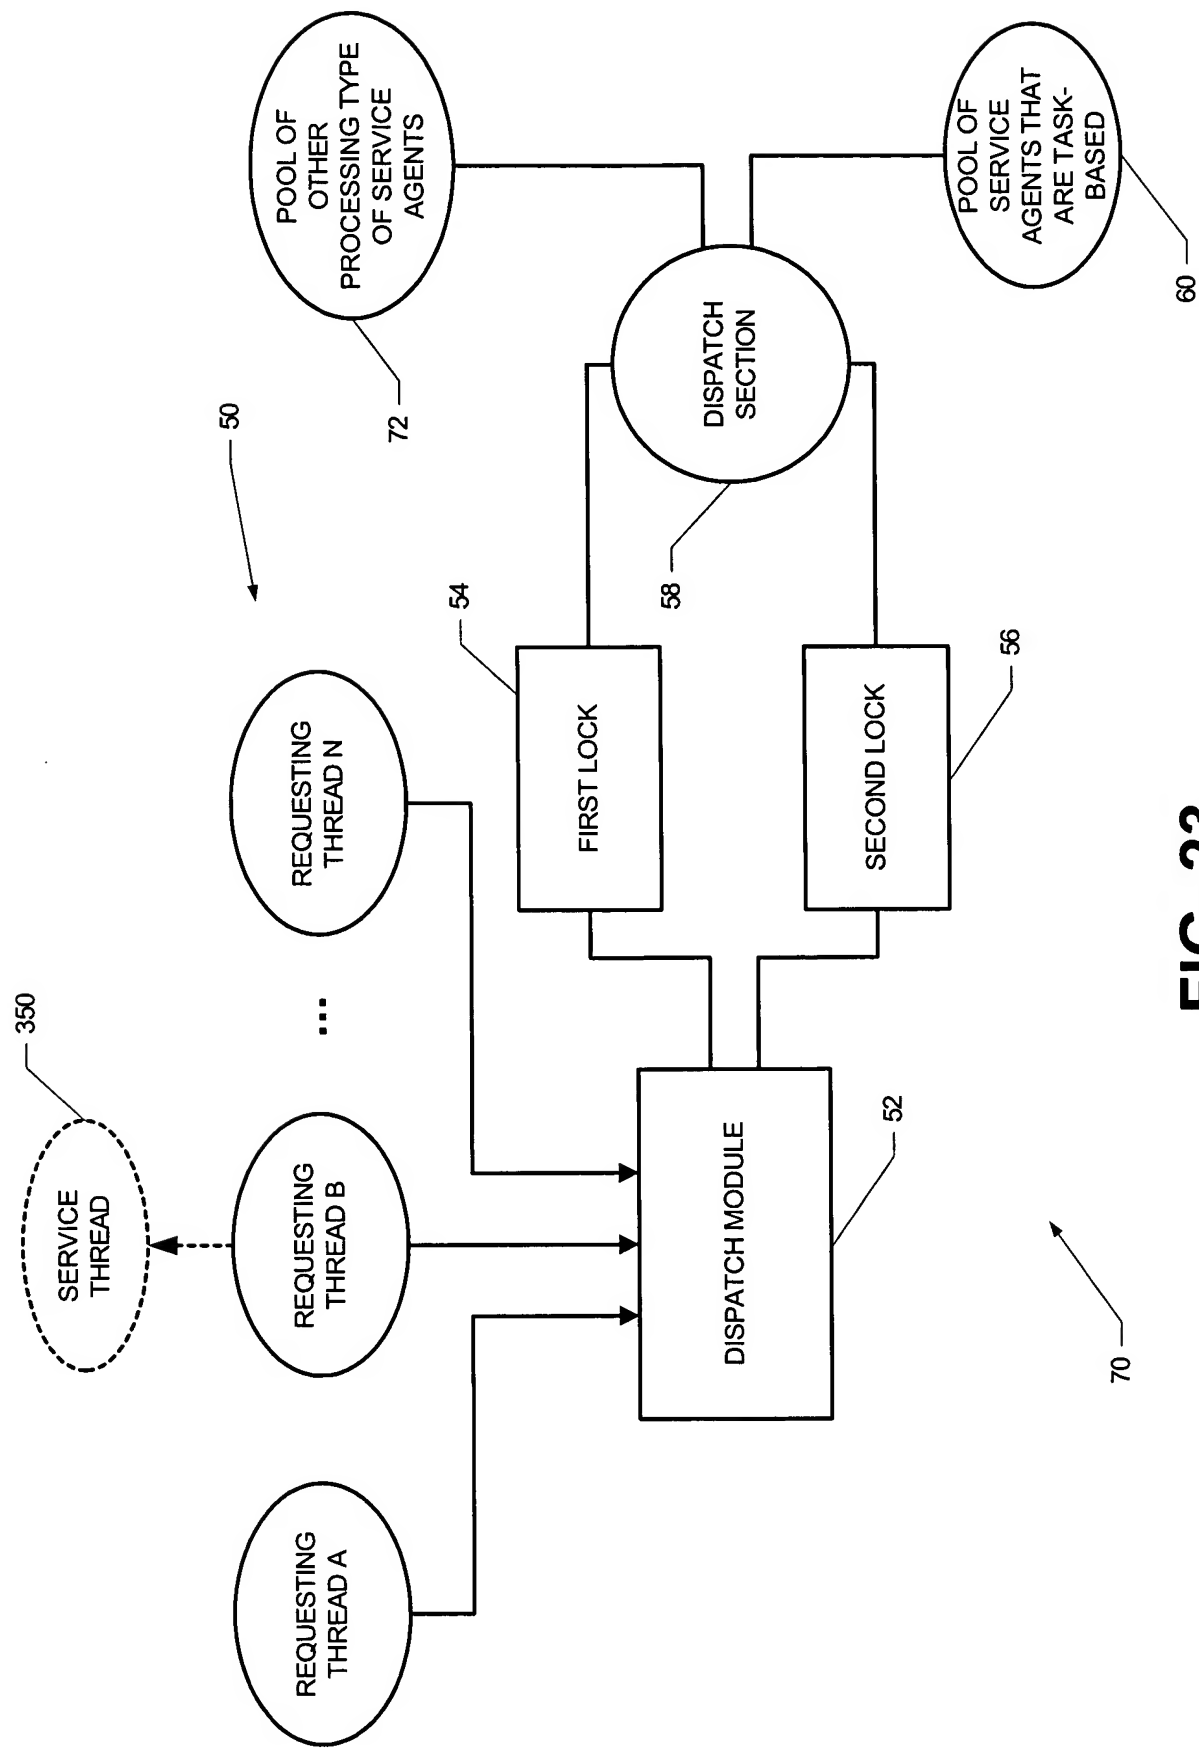 SERVICE
THREAD
350
REQUESTING
THREAD A
REQUESTING
THREAD B
...
REQUESTING
THREAD N
50
POOL OF
OTHER
PROCESSING TYPE
OF SERVICE
AGENTS
72
54
FIRST LOCK
DISPATCH MODULE
52
DISPATCH
SECTION
58
SECOND LOCK
56
POOL OF
SERVICE
AGENTS THAT
ARE TASK-
BASED
60
70
FIG